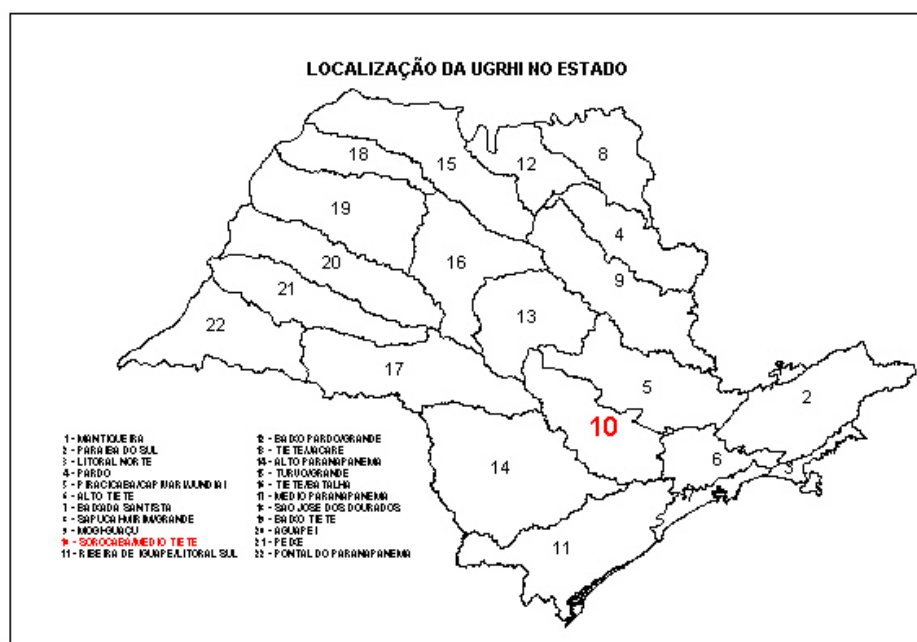 LOCALIZAÇÃO DA UGRHI NO ESTADO
8
18
15
12
19
4
16
20
9
21
13
22
17
5
2
10
6
3
14
7
11
1 - MANTIQUEIRA
2 - PARAIBA DO SUL
3 - LITORAL NORTE
4 - PARDO
5 - PIRACICABA/CAPIVARI/JUNDIAI
6 - ALTO TIETE
7 - BAIXADA SANTISTA
8 - SAPUCAI-MIRIM/GRANDE
9 - MOGI-GUAÇU
10 - SOROCABA/MEDIO TIETE
11 - RIBEIRA DE IGUAPE/LITORAL SUL
12 - BAIXO PARDO/GRANDE
13 - TIETE/JACARE
14 - ALTO PARANAPANEMA
15 - TURVO/GRANDE
16 - TIETE/BATALHA
17 - MEDIO PARANAPANEMA
18 - SAO JOSE DOS DOURADOS
19 - BAIXO TIETE
20 - AGUAPEI
21 - PEIXE
22 - PONTAL DO PARANAPANEMA